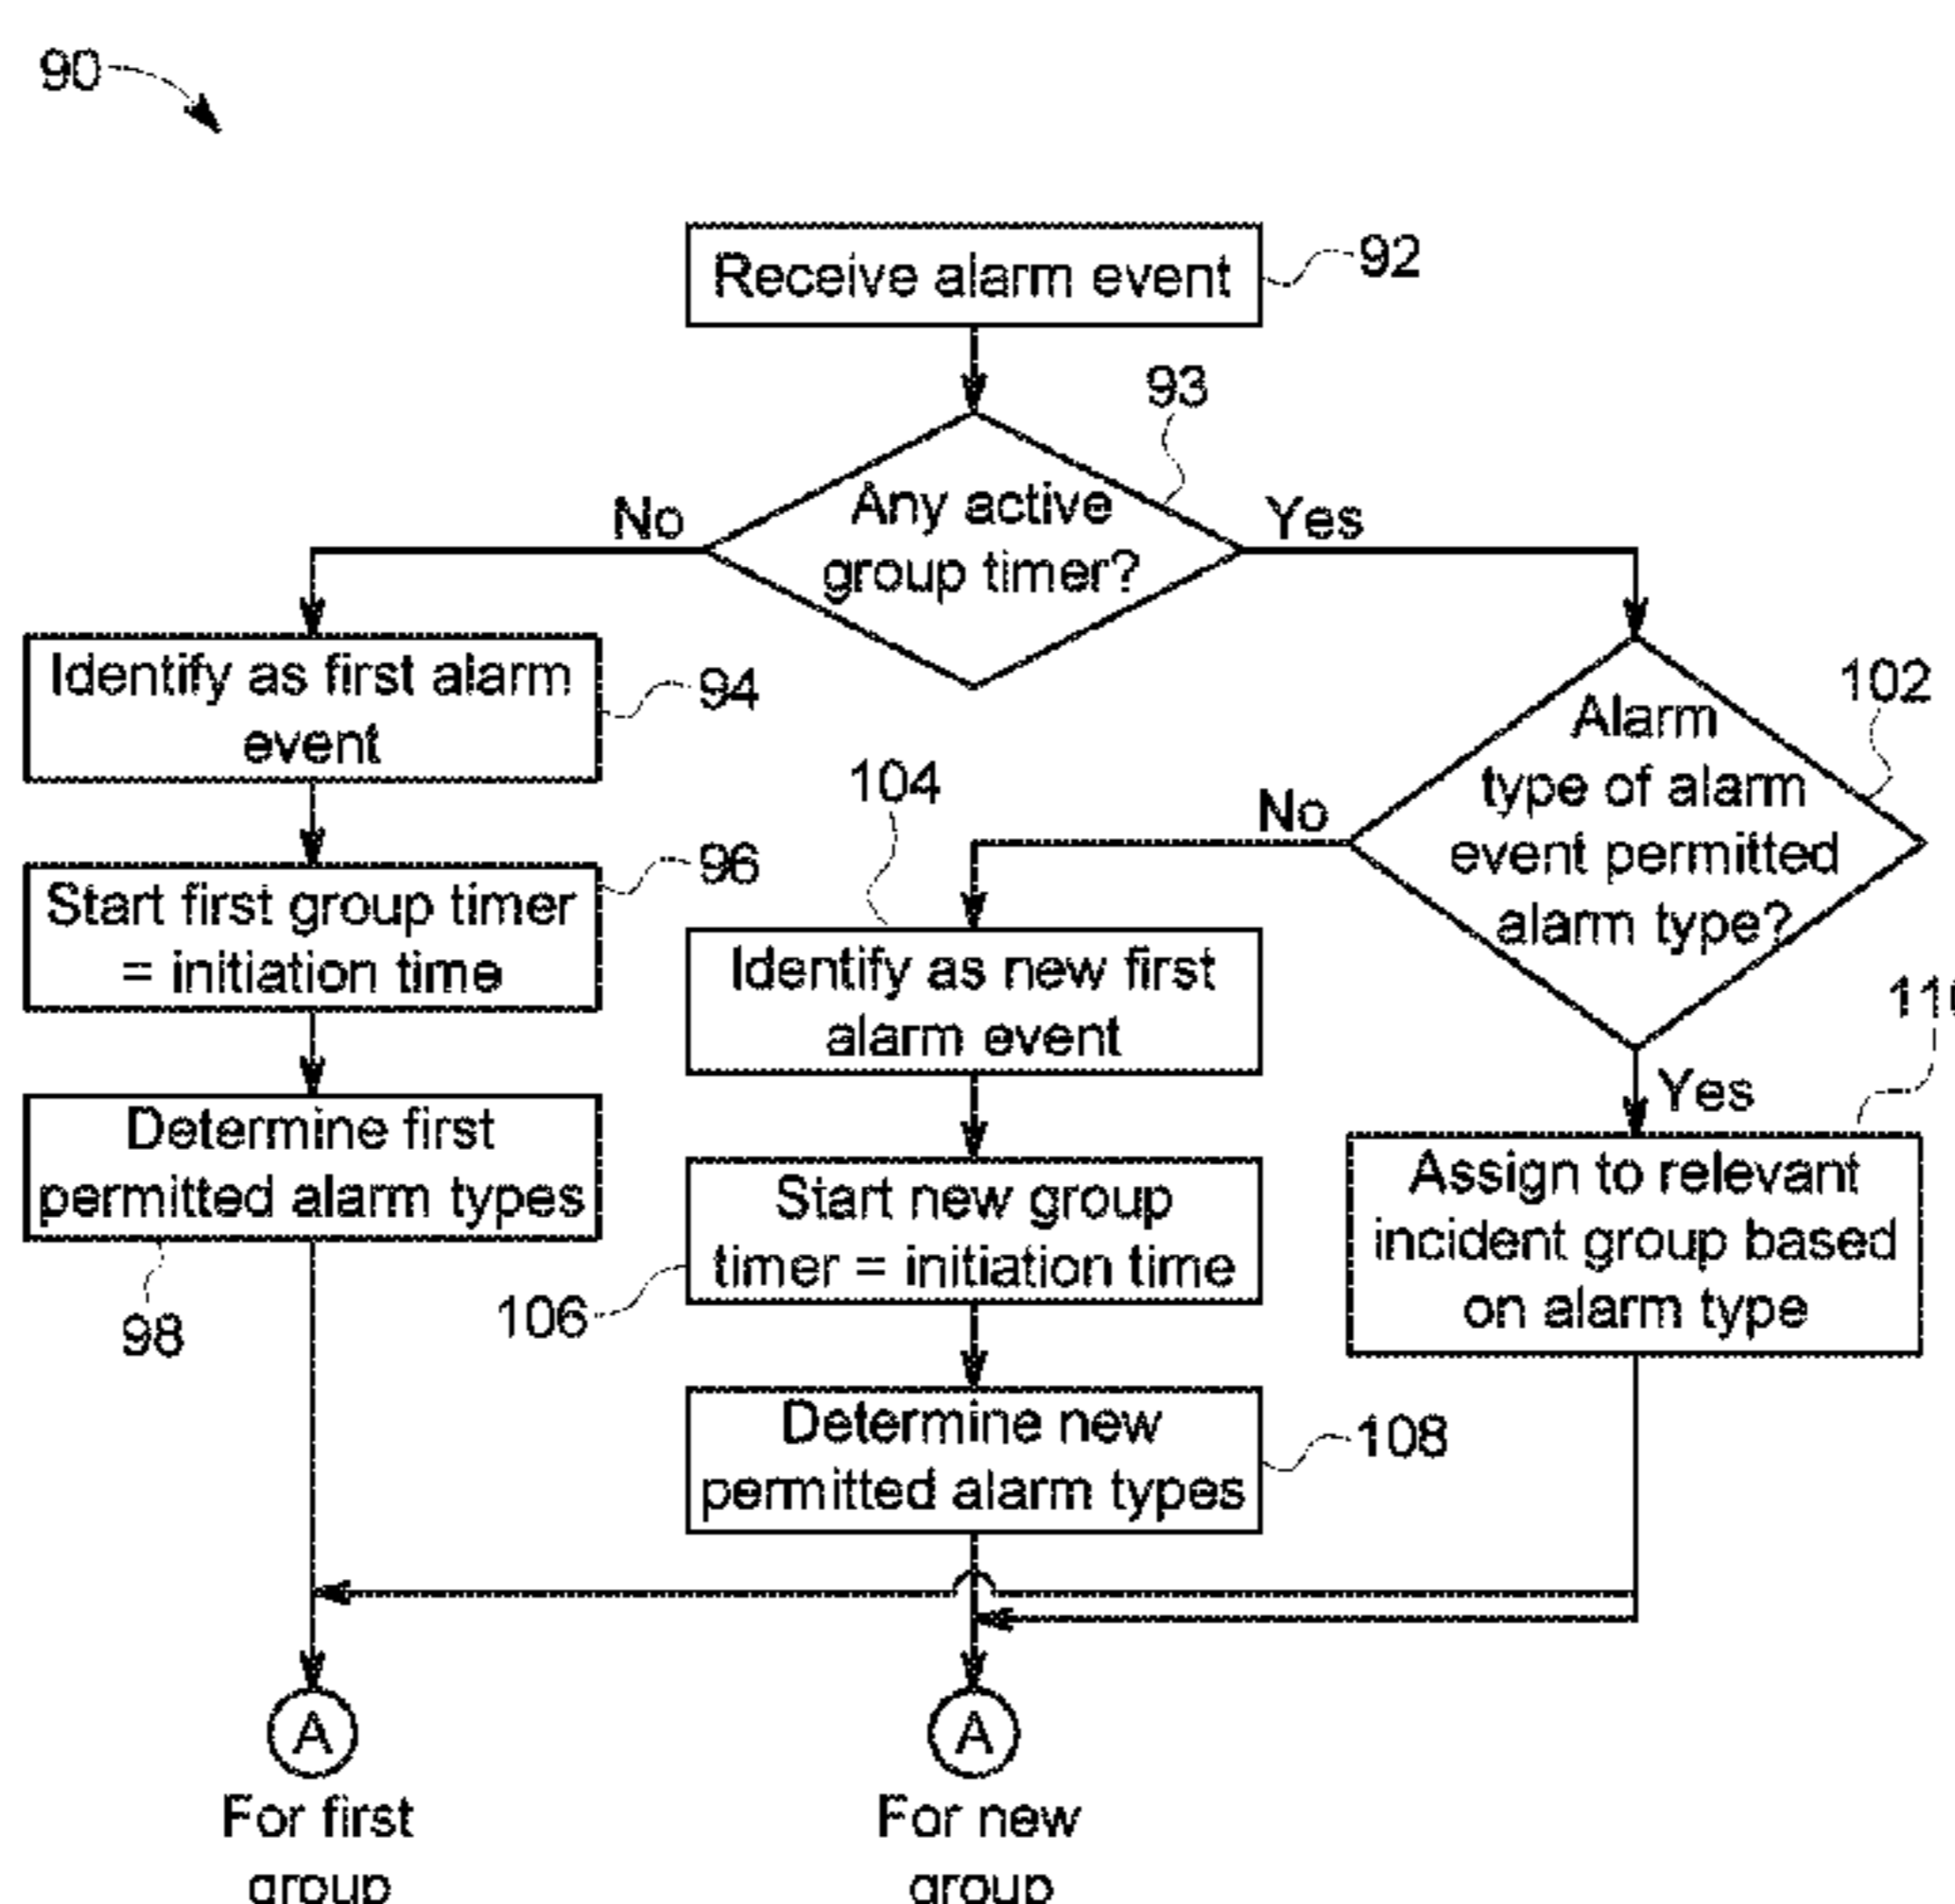 90
Receive alarm event
92
93
Any active
group timer?
No
Yes
Identify as first alarm
event
94
102
Alarm
type of alarm
event permitted
alarm type?
104
No
Start first group timer
= initiation time
96
Identify as new first
alarm event
Yes
Determine first
permitted alarm types
98
Start new group
timer = initiation time
106
Assign to relevant
incident group based
on alarm type
Determine new
permitted alarm types
108
A
For first
group
A
For new
group